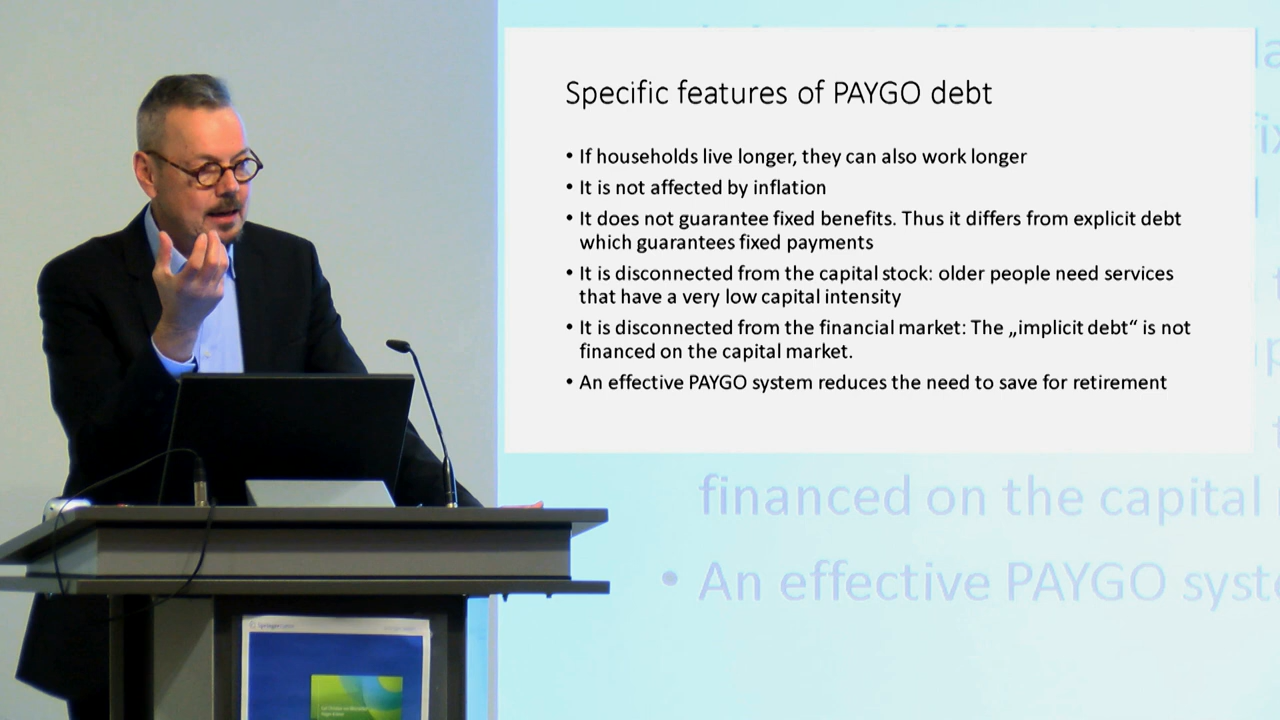 Specific features of PAYGO debt
• If households live longer, they can also work longer
• It is not affected by inflation
• It does not guarantee fixed benefits. Thus it differs from explicit debt
which guarantees fixed payments
• It is disconnected from the capital stock: older people need services
that have a very low capital intensity
• It is disconnected from the financial market: The „implicit debt“ is not
financed on the capital market.
• An effective PAYGO system reduces the need to save for retirement
financed on the capital
• An effective PAYGO syst